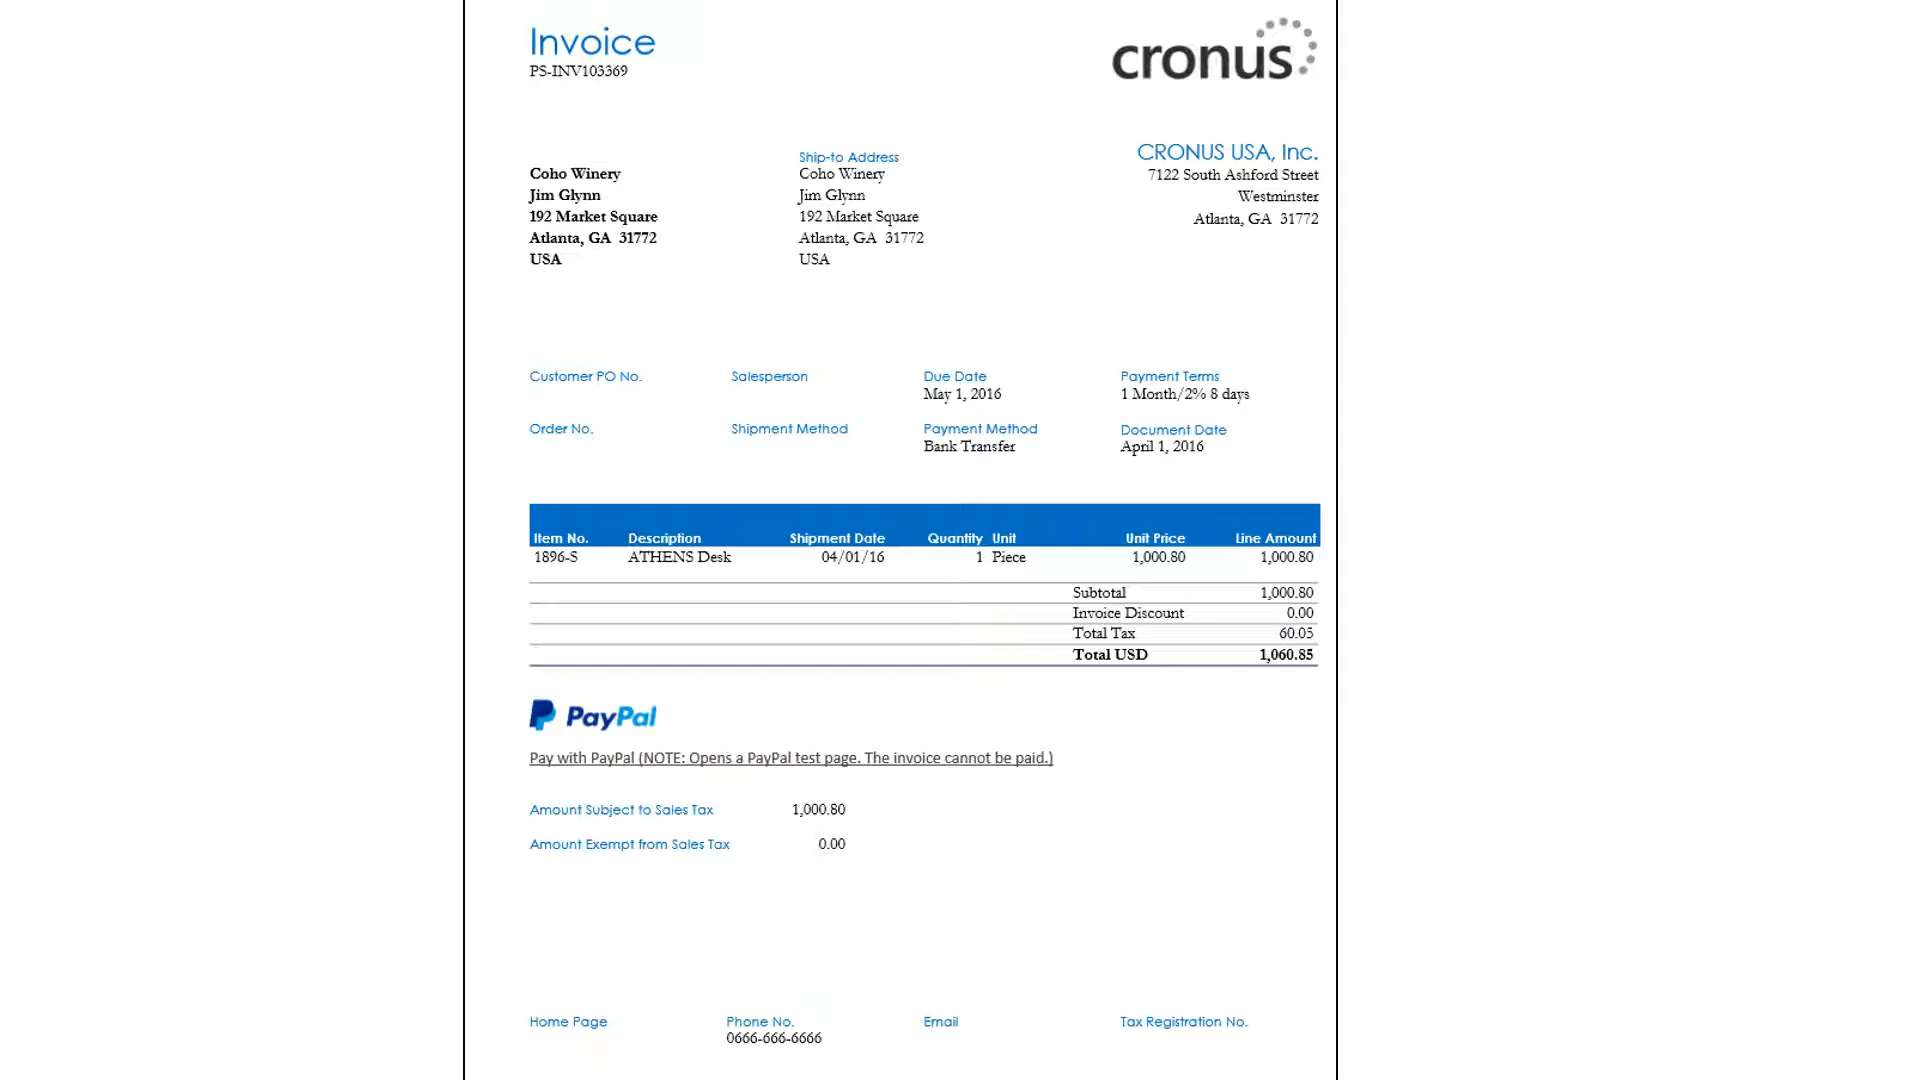 Invoice
PS-INV103369
cronus
CRONUS USA, Inc.
7122 South Ashford Street
Westminster
Atlanta, GA 31772
Coho Winery
Jim Glynn
192 Market Square
Atlanta, GA 31772
USA
Ship-to Address
Coho Winery
Jim Glynn
192 Market Square
Atlanta, GA 31772
USA
Customer PO No. Salesperson Due Date Payment Terms
May 1, 2016 1 Month/2% 8 days
Order No. Shipment Method Payment Method Document Date
Bank Transfer April 1, 2016
Item No. Description Shipment Date Quantity Unit Unit Price Line Amount
1896-S ATHENS Desk 04/01/16 1 Piece 1,000.80 1,000.80
Subtotal 1,000.80
Invoice Discount 0.00
Total Tax 60.05
Total USD 1,060.85
PayPal
Pay with PayPal (NOTE: Opens a PayPal test page. The invoice cannot be paid.)
Amount Subject to Sales Tax 1,000.80
Amount Exempt from Sales Tax 0.00
Home Page Phone No. Email Tax Registration No.
0666-666-6666